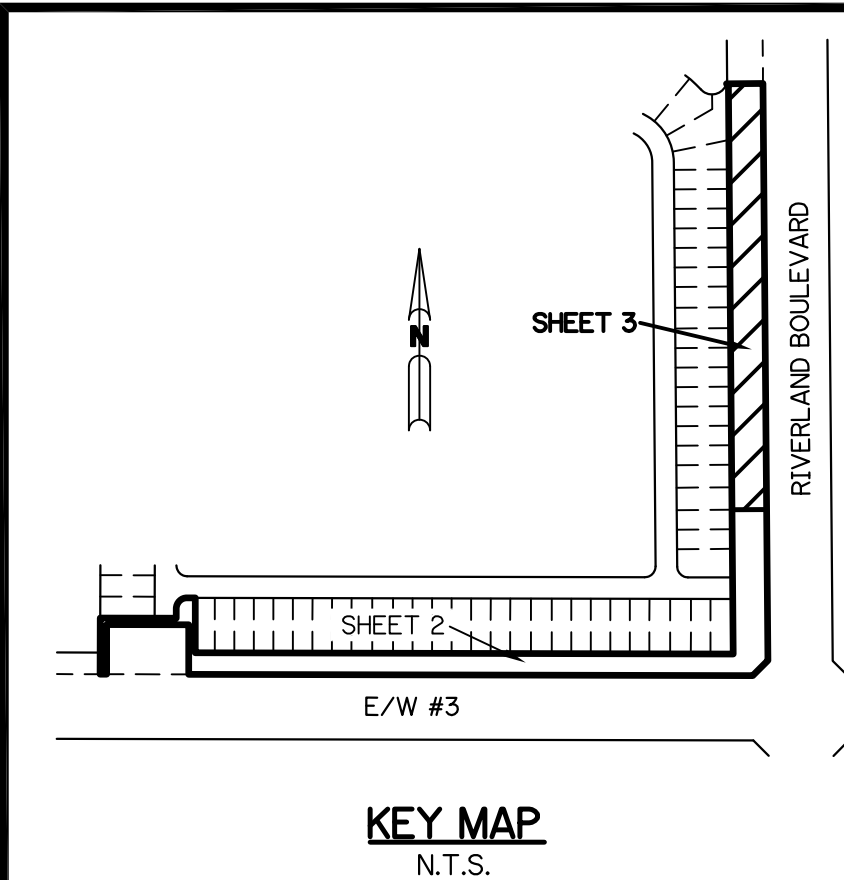 RIVERLAND BOULEVARD
N
SHEET 3
SHEET 2
E/W #3
KEY MAP
N.T.S.